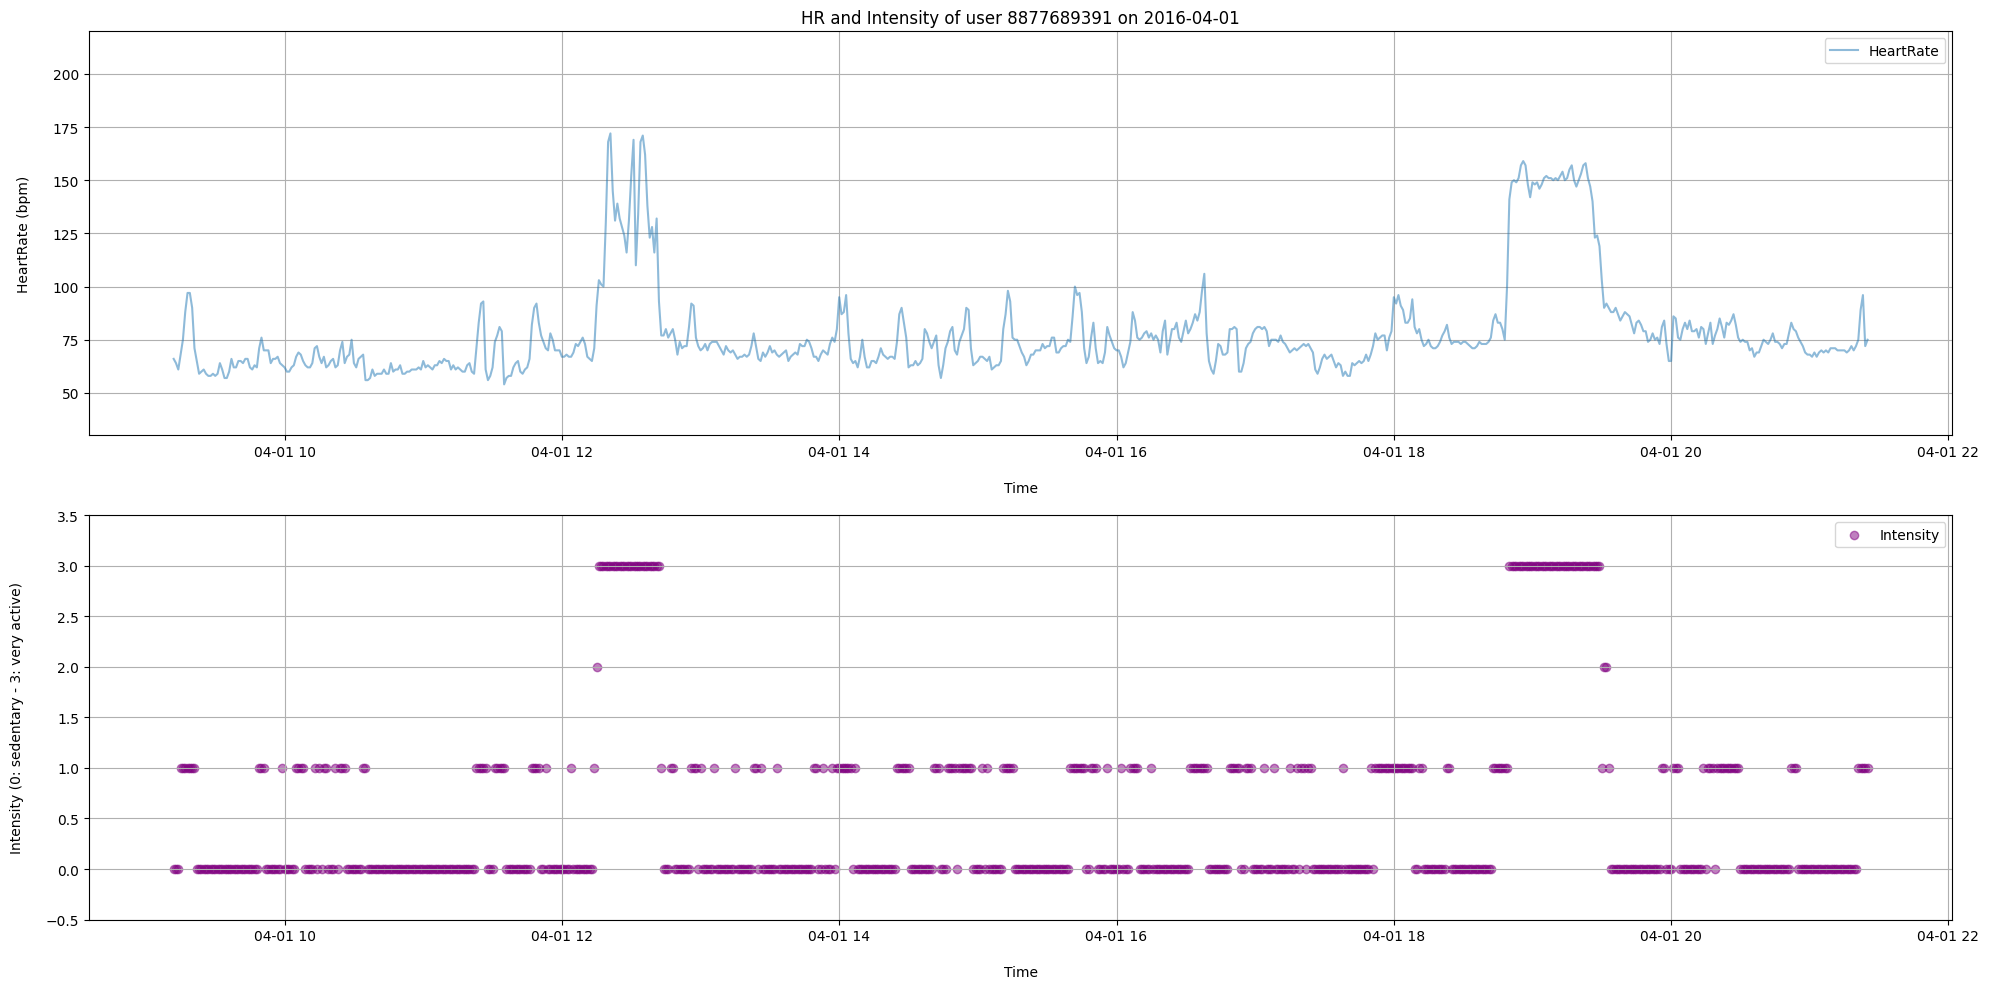 HR and Intensity of user 8877689391 on 2016-04-01
HeartRate
200
175
150
125
100
75
50
HeartRate (bpm)
04-01 10 04-01 12 04-01 14 04-01 16 04-01 18 04-01 20 04-01 22
Time
Intensity
3.5
3.0
2.5
2.0
1.5
1.0
0.5
0.0
−0.5
Intensity (0: sedentary - 3: very active)
04-01 10 04-01 12 04-01 14 04-01 16 04-01 18 04-01 20 04-01 22
Time